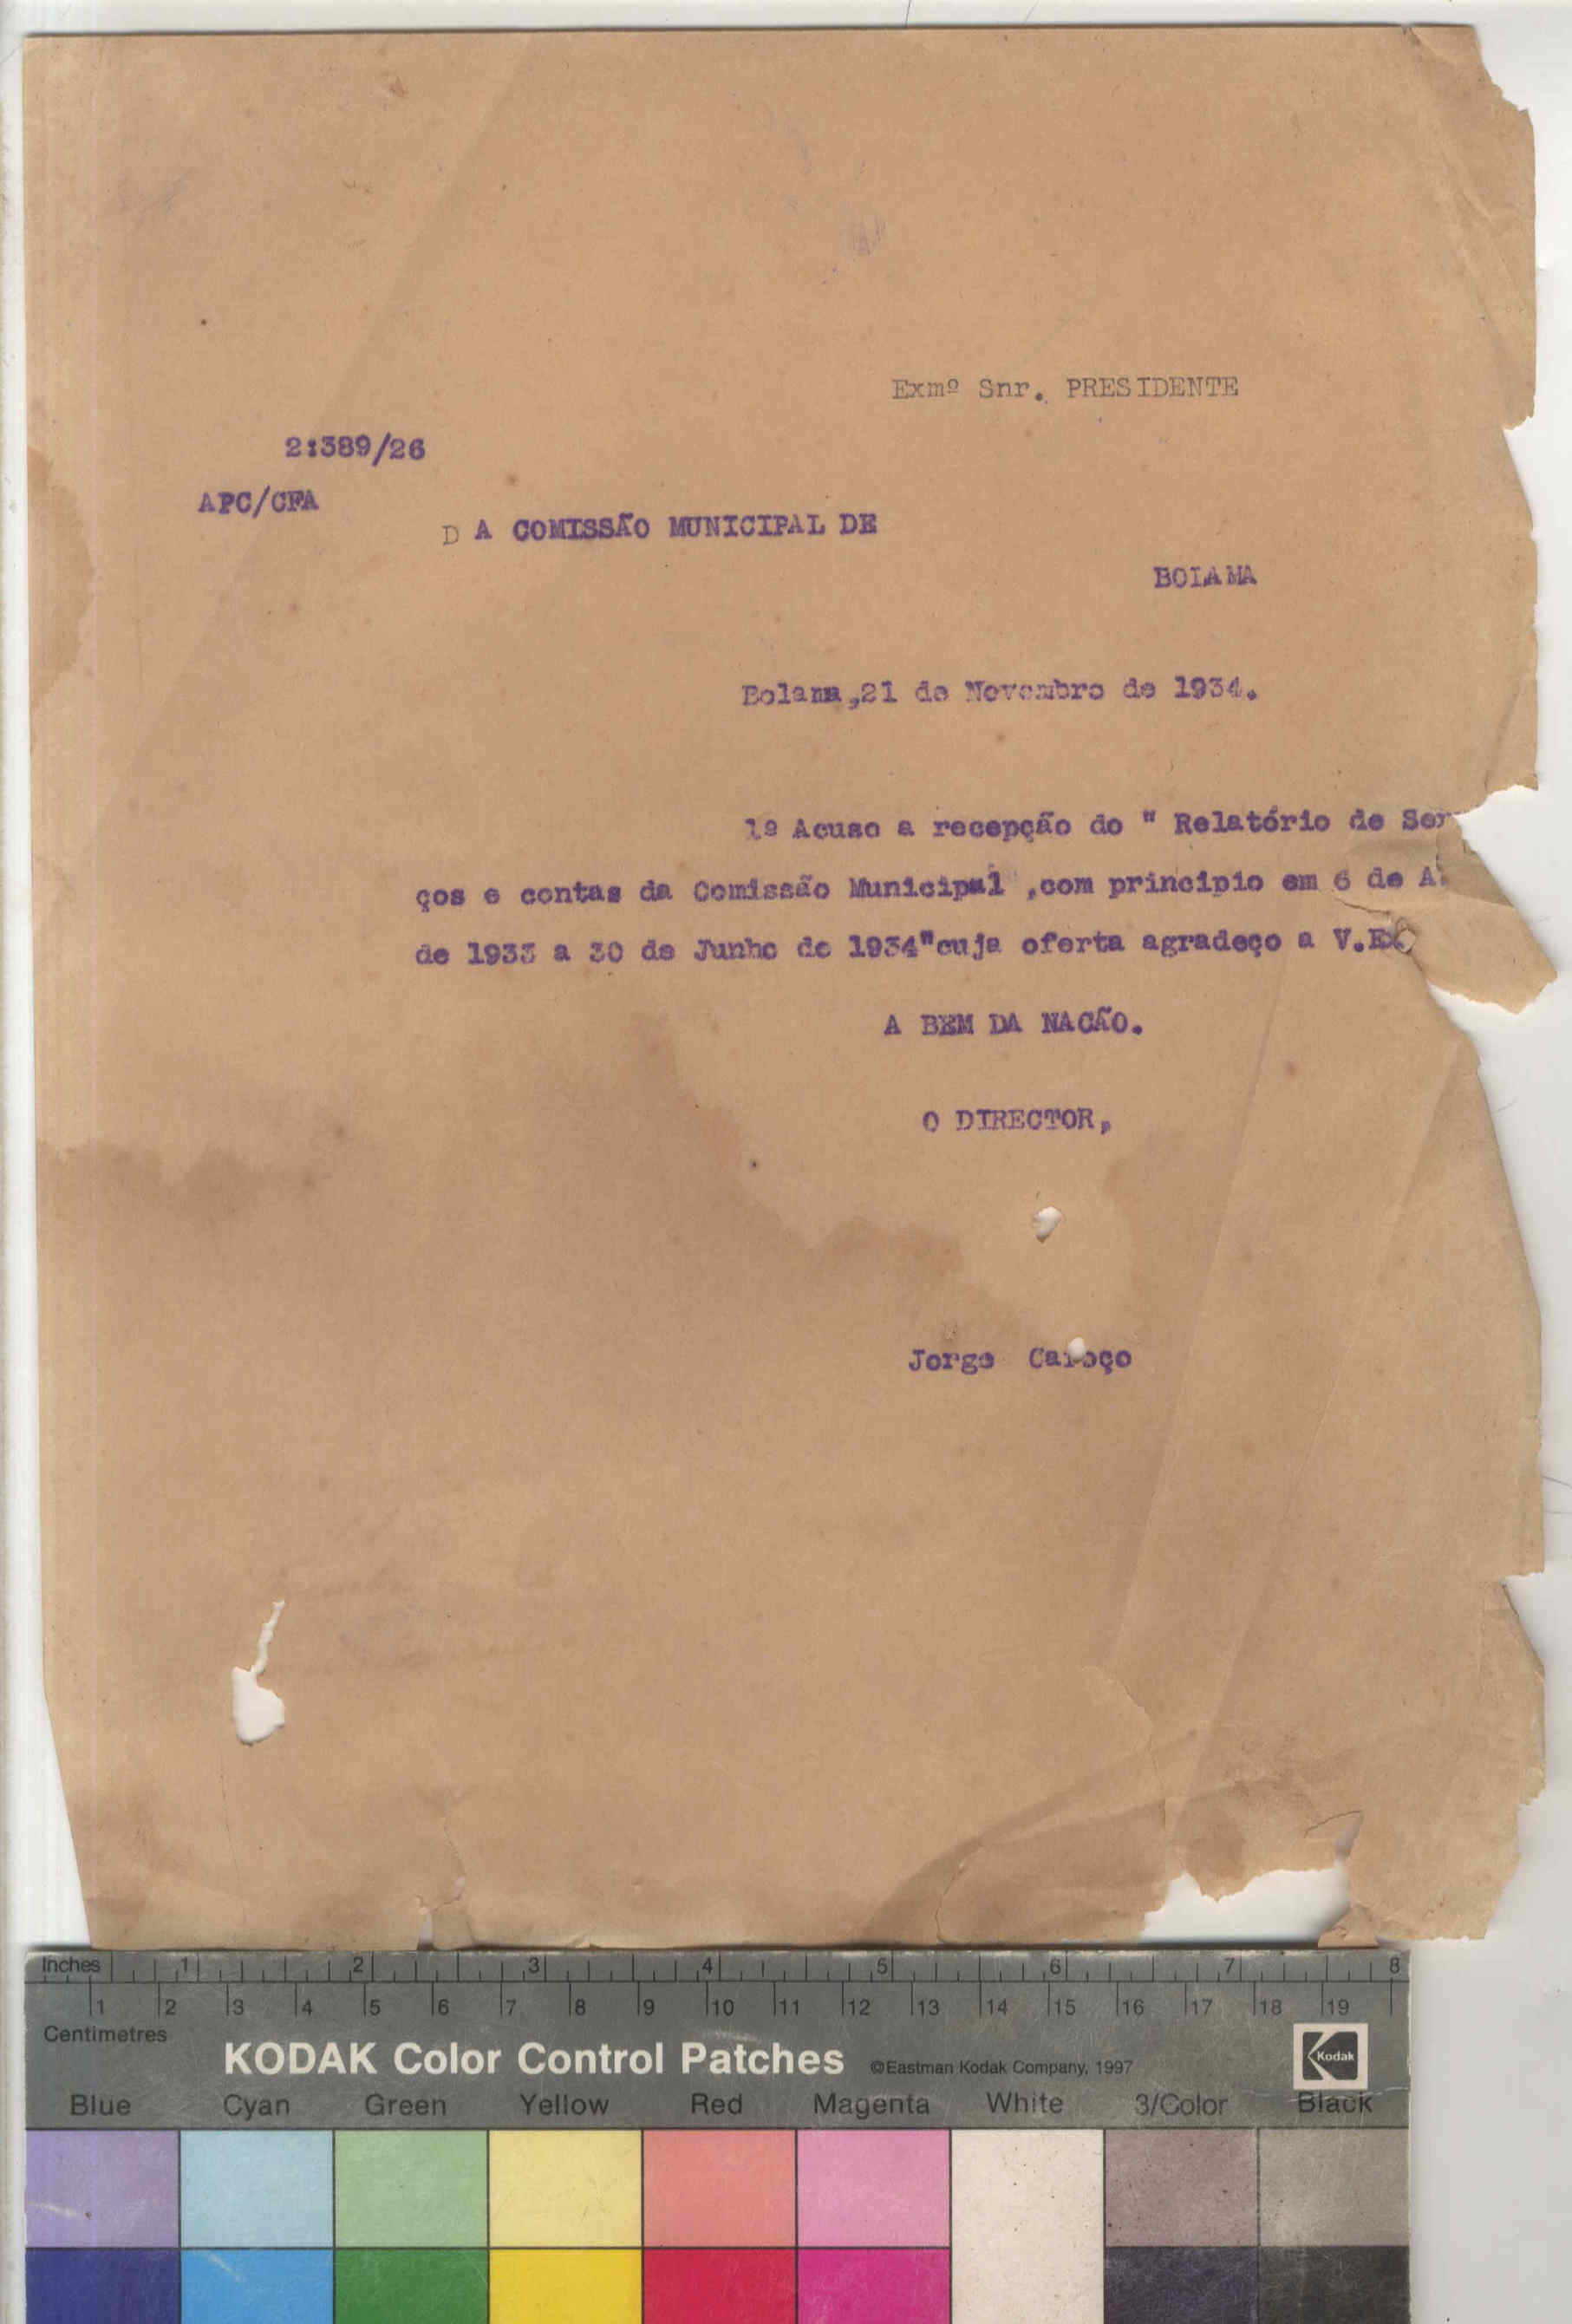 Exmº Snr. PRESIDENTE
2:389/26
APC/CFA
D A COMISSÃO MUNICIPAL DE
BOLAMA
Bolama,21 de Novembro de 1934.
1º Acuso a recepção do " Relatório de Ser
ços e contas da Comissão Municipal ,com principio em 6 de A
de 1933 a 30 de Junho de 1934"cuja oferta agradeço a V.Ex
A BEM DA NACÃO.
O DIRECTOR,
Jorge Caroço
Inches 1 2 3 4 5 6 7 8
1 2 3 4 5 6 7 8 9 10 11 12 13 14 15 16 17 18 19
Centimetres
KODAK Color Control Patches ©Eastman Kodak Company, 1997 Kodak
Blue Cyan Green Yellow Red Magenta White 3/Color Black